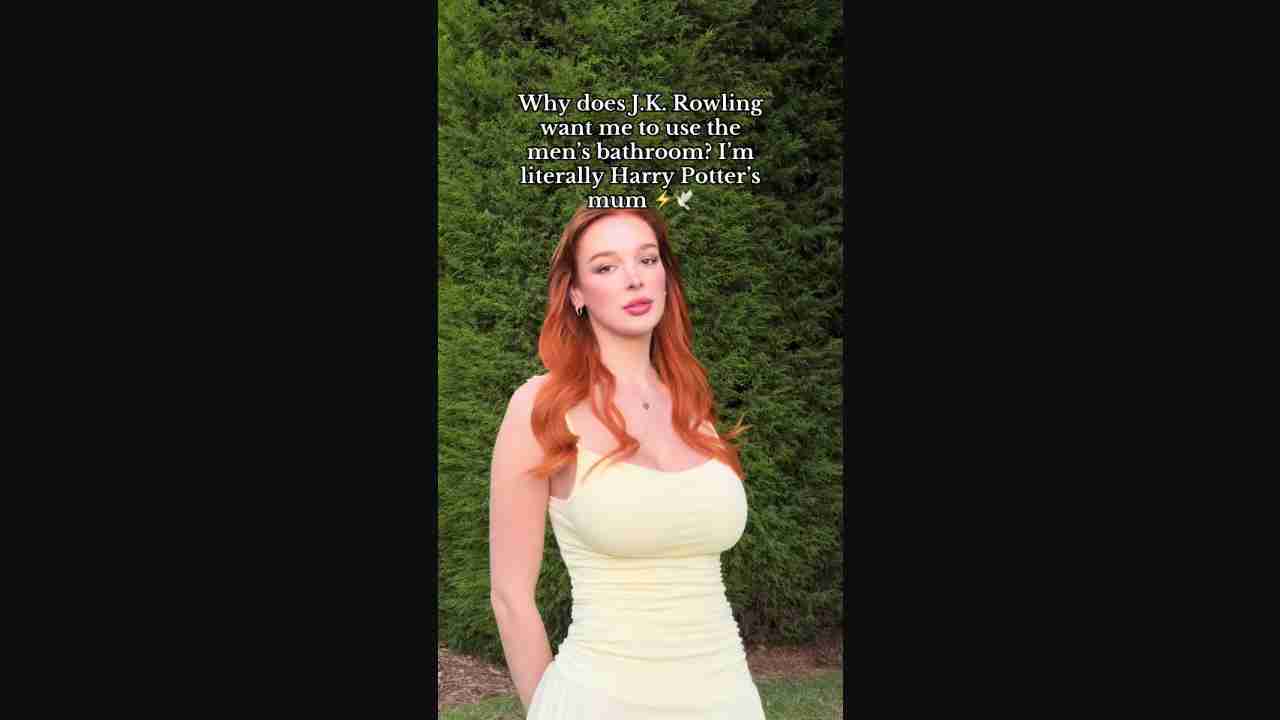 Why does J.K. Rowling
want me to use the
men’s bathroom? I’m
literally Harry Potter’s
mum ⚡🕊️